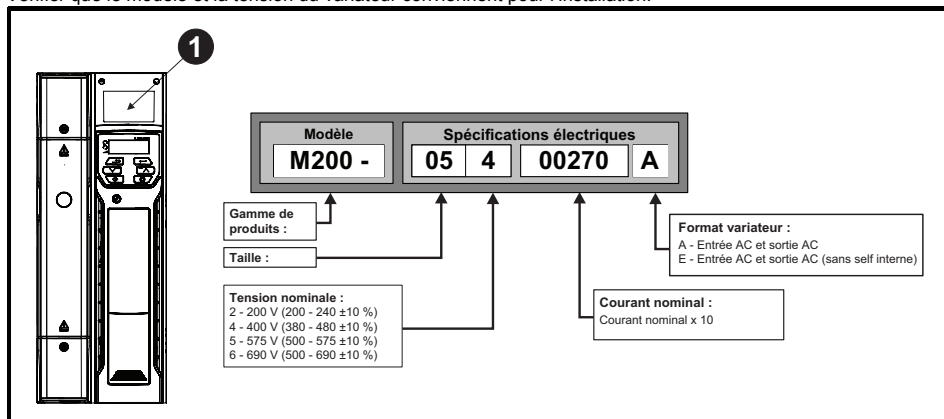 Vérifier que le modèle et la tension du variateur conviennent pour l'installation.
1
Modèle
Spécifications électriques
M200 -
05
4
00270
A
Gamme de
produits :
Taille :
Tension nominale :
2 - 200 V (200 - 240 ±10 %)
4 - 400 V (380 - 480 ±10 %)
5 - 575 V (500 - 575 ±10 %)
6 - 690 V (500 - 690 ±10 %)
Courant nominal :
Courant nominal x 10
Format variateur :
A - Entrée AC et sortie AC
E - Entrée AC et sortie AC (sans self interne)